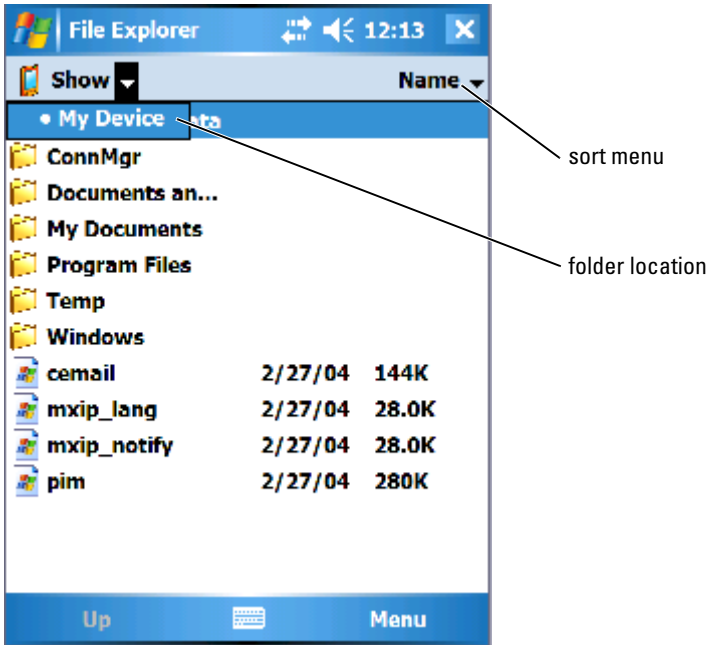 File Explorer 12:13
Show Name
My Device ata
ConnMgr
Documents an...
My Documents
Program Files
Temp
Windows
cemail 2/27/04 144K
mxip_lang 2/27/04 28.0K
mxip_notify 2/27/04 28.0K
pim 2/27/04 280K
Up Menu
sort menu
folder location